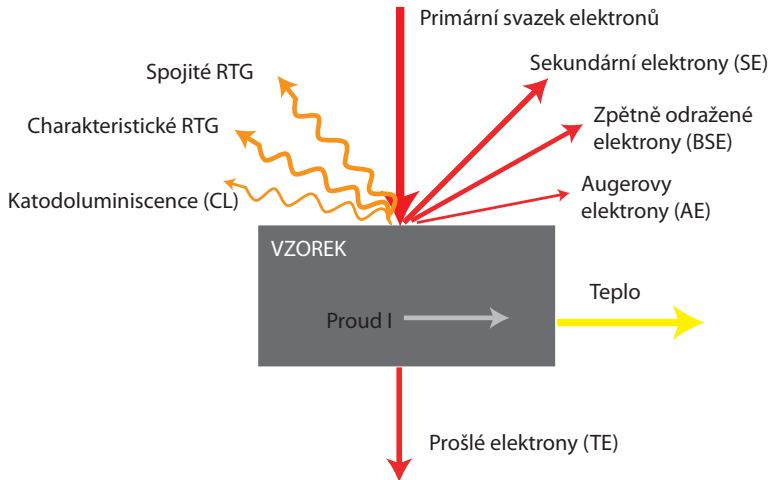 Primární svazek elektronů
Spojité RTG
Sekundární elektrony (SE)
Charakteristické RTG
Zpětně odražené
elektrony (BSE)
Katodoluminiscence (CL)
Augerovy
elektrony (AE)
VZOREK
Teplo
Proud I
Prošlé elektrony (TE)